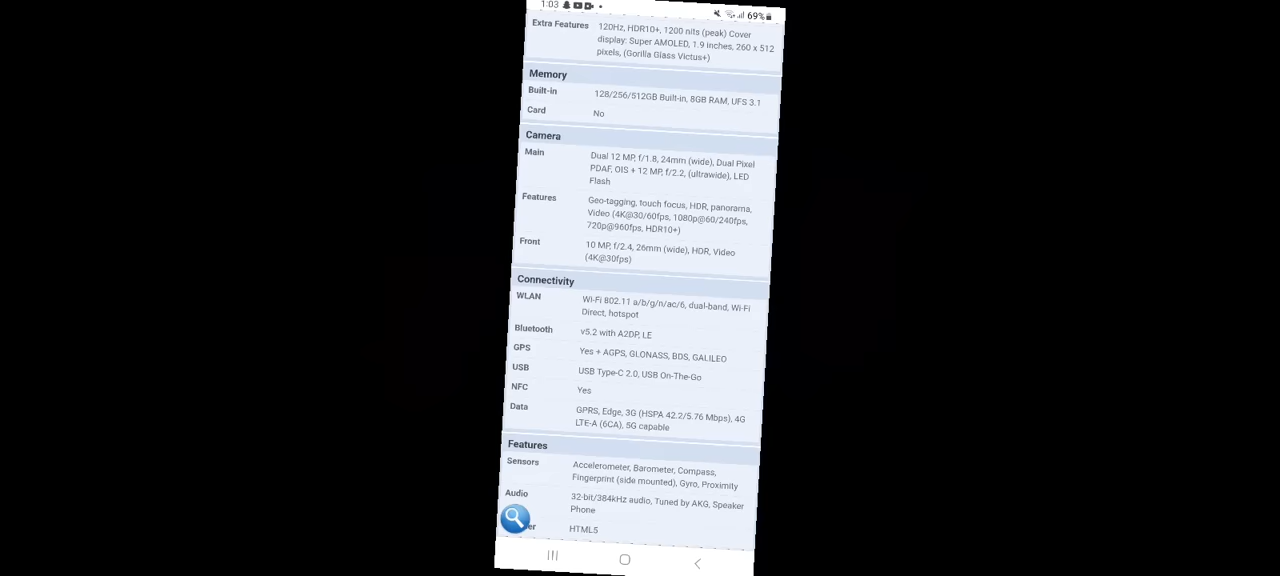 1:03
69%
Extra Features
120Hz, HDR10+, 1200 nits (peak) Cover
display: Super AMOLED, 1.9 inches, 260 x 512
pixels, (Gorilla Glass Victus+)
Memory
Built-in
128/256/512GB Built-in, 8GB RAM, UFS 3.1
Card
No
Camera
Main
Dual 12 MP, f/1.8, 24mm (wide), Dual Pixel
PDAF, OIS + 12 MP, f/2.2, (ultrawide), LED
Flash
Features
Geo-tagging, touch focus, HDR, panorama,
Video (4K@30/60fps, 1080p@60/240fps,
720p@960fps, HDR10+)
Front
10 MP, f/2.4, 26mm (wide), HDR, Video
(4K@30fps)
Connectivity
WLAN
Wi-Fi 802.11 a/b/g/n/ac/6, dual-band, Wi-Fi
Direct, hotspot
Bluetooth
v5.2 with A2DP, LE
GPS
Yes + AGPS, GLONASS, BDS, GALILEO
USB
USB Type-C 2.0, USB On-The-Go
NFC
Yes
Data
GPRS, Edge, 3G (HSPA 42.2/5.76 Mbps), 4G
LTE-A (6CA), 5G capable
Features
Sensors
Accelerometer, Barometer, Compass,
Fingerprint (side mounted), Gyro, Proximity
Audio
32-bit/384kHz audio, Tuned by AKG, Speaker
Phone
er
HTML5